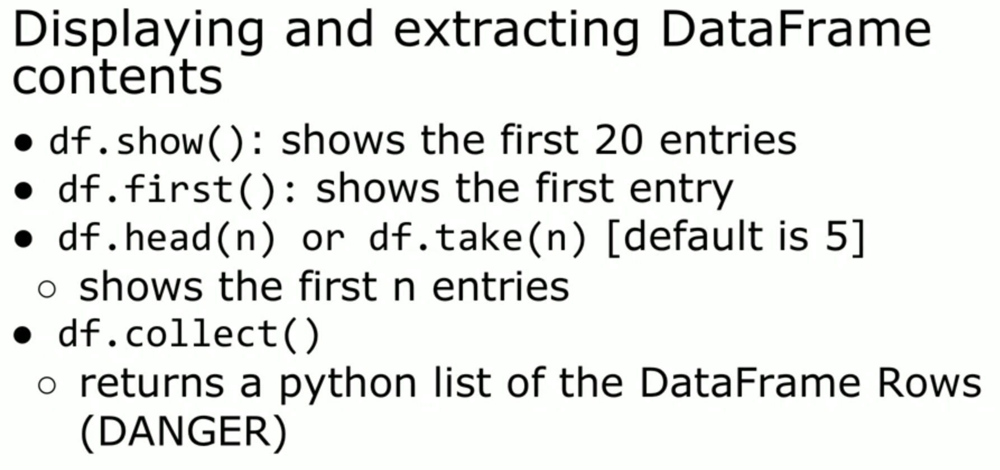 Displaying and extracting DataFrame
contents
● df.show(): shows the first 20 entries
● df.first(): shows the first entry
● df.head(n) or df.take(n) [default is 5]
○ shows the first n entries
● df.collect()
○ returns a python list of the DataFrame Rows
(DANGER)